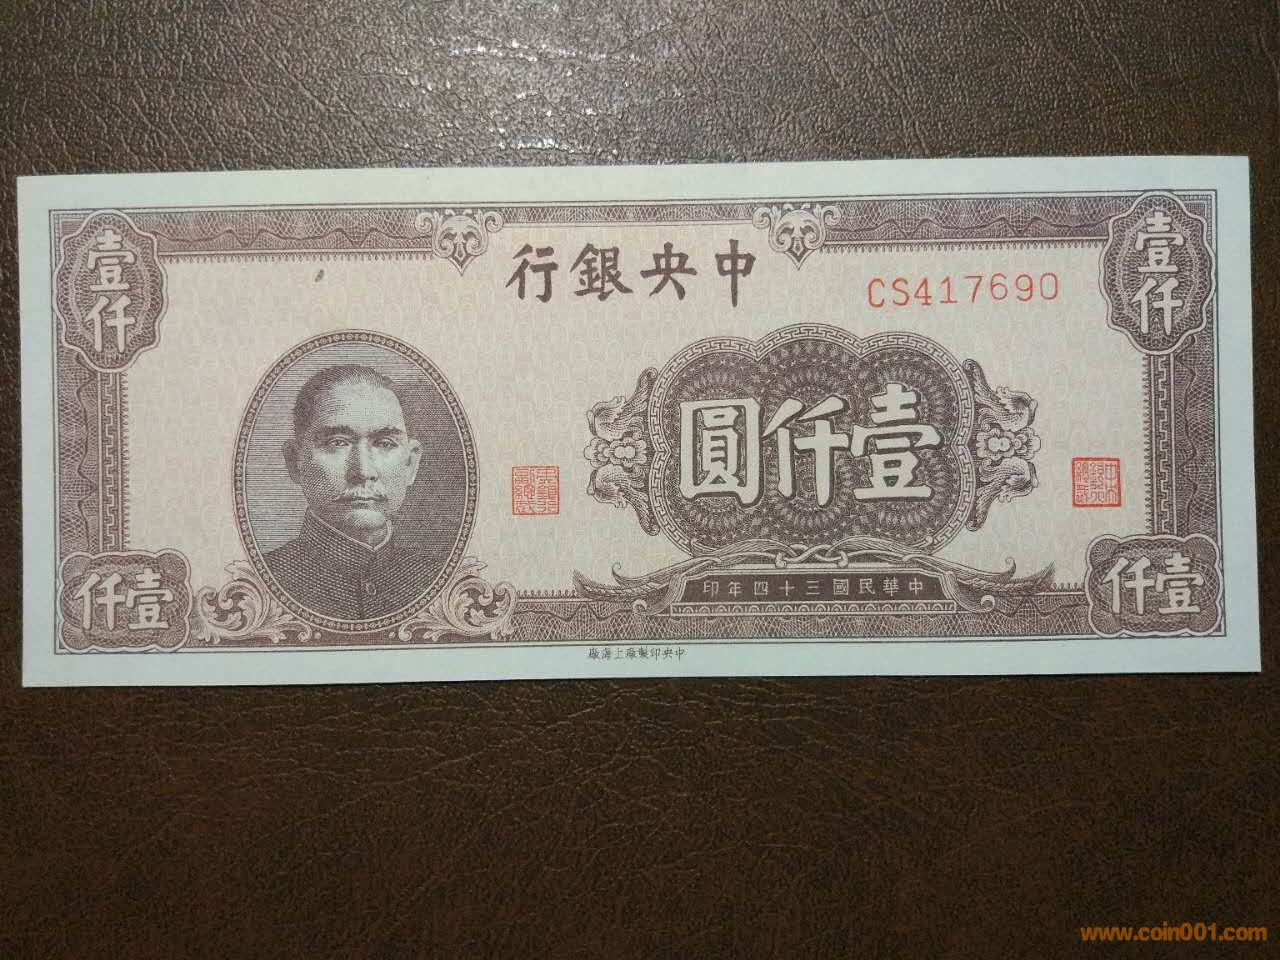 中央銀行
CS417690
壹仟
壹仟
壹仟圓
中華民國三十四年印
壹仟
壹仟
中央印製廠上海廠
www.coin001.com